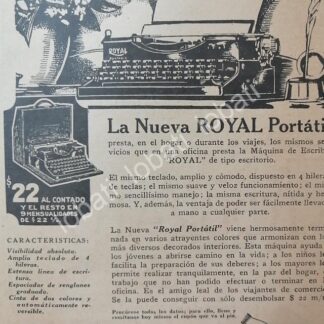 ROYAL
La Nueva ROYAL Portáti
presta, en el hogar o durante los viajes, los mismos se
vicios que en una oficina presta la Máquina de Escrib
ROYAL" de tipo escritorio.
El mismo teclado, amplio y cómodo, dispuesto en 4 hiler
de teclas; el mismo suave y veloz funcionamiento; el m
mo sencillísimo manejo; la misma escritura, nítida y he
mosa. Y, además, la ventaja de poder ser fácilmente lleva
a mano a cualquier parte.
$22 AL CONTADO
Y EL RESTO EN
9 MENSUALIDADES
DE $22
CARACTERISTICAS:
Visibilidad absoluta.
Amplio teclado de 4
hileras.
Extensa línea de escri-
tura.
Espaciador de renglones
graduado.
Cinta de dos colores y
automáticamente re-
versible.
La Nueva "Royal Portátil" viene hermosamente term
nada en varios atrayentes colores que armonizan con l
más diversos decorados interiores. Esta máquina ayuda
los jóvenes a abrirse camino en la vida; a los niños le
facilita la preparación de sus deberes; a los mayores le
permite realizar tranquilamente, en la paz del hogar, e
trabajo que no han podido efectuar o terminar en
oficina. Es el amigo leal de los viajantes de comercio
Se la puede conseguir con sólo desembolsar $ 22 m/